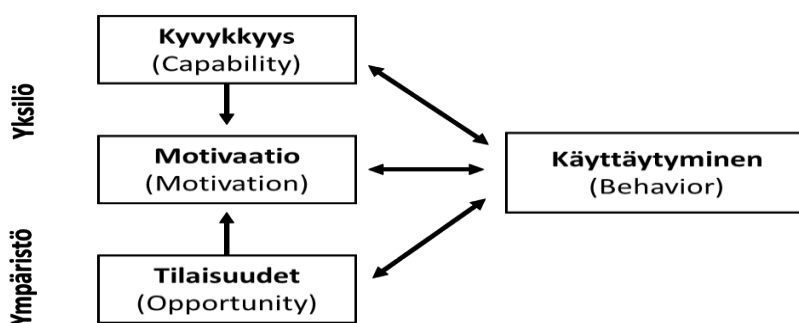 Yksilö
Ympäristö
Kyvykkyys
(Capability)
Motivaatio
(Motivation)
Tilaisuudet
(Opportunity)
Käyttäytyminen
(Behavior)